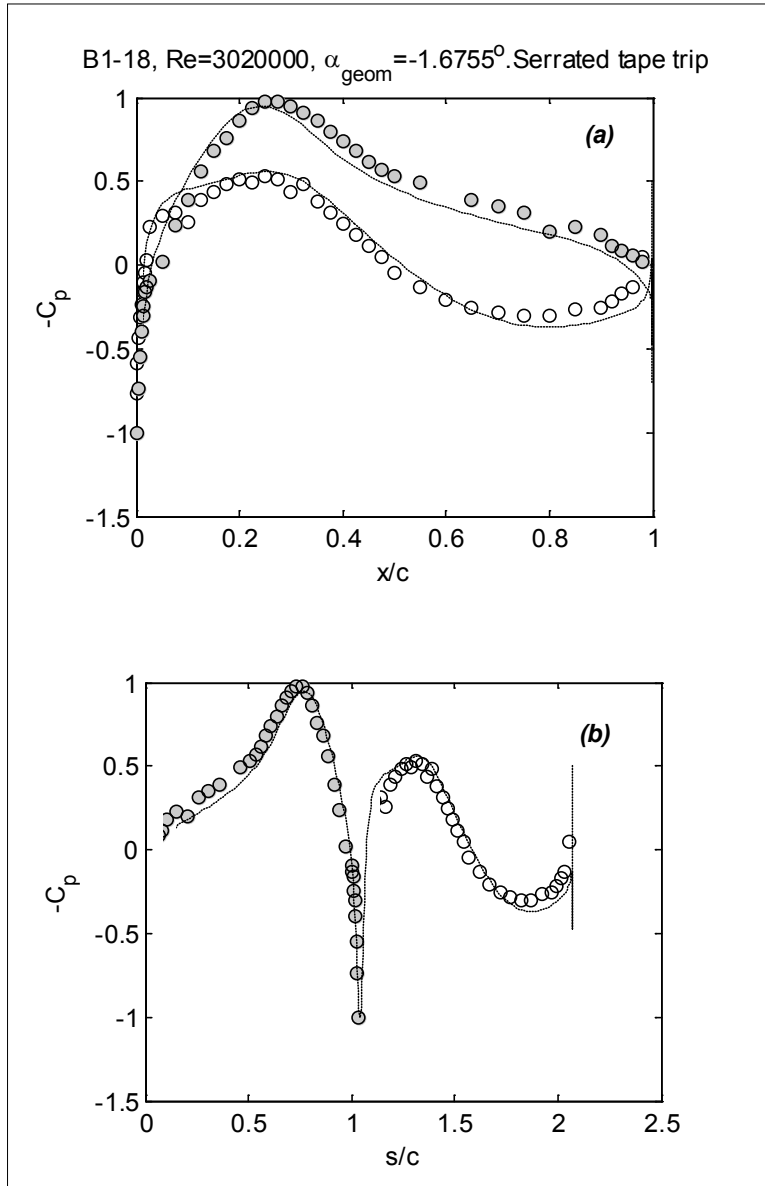 B1-18, Re=3020000, α_geom=-1.6755°.Serrated tape trip
(a)
1
0.5
0
-0.5
-1
-1.5
-C_p
0 0.2 0.4 0.6 0.8 1
x/c
(b)
1
0.5
0
-0.5
-1
-1.5
-C_p
0 0.5 1 1.5 2 2.5
s/c